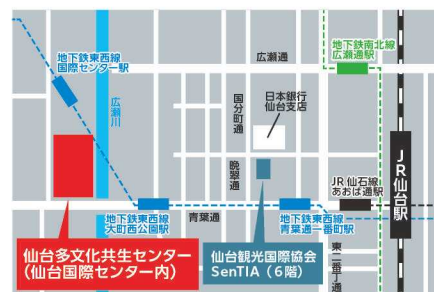 地下鉄東西線
国際センター駅
広瀬通
地下鉄南北線
広瀬通駅
広瀬川
国分町通
日本銀行
仙台支店
晩翠通
JR仙石線
あおば通駅
JR仙台駅
地下鉄東西線
大町西公園駅
青葉通
地下鉄東西線
青葉通一番町駅
東二番丁通
仙台多文化共生センター
(仙台国際センター内)
仙台観光国際協会
SenTIA(6階)